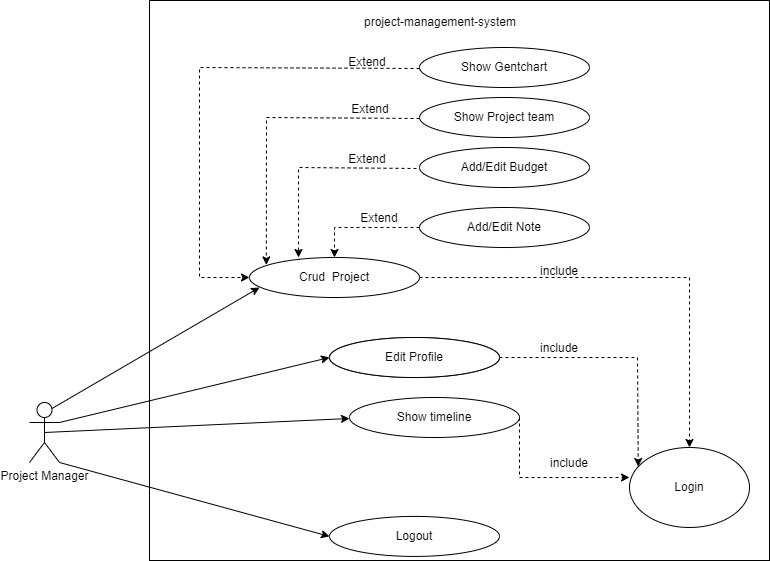 project-management-system
Extend
Show Gentchart
Extend
Show Project team
Extend
Add/Edit Budget
Extend
Add/Edit Note
Crud Project
include
Edit Profile
include
Show timeline
include
Project Manager
Login
Logout